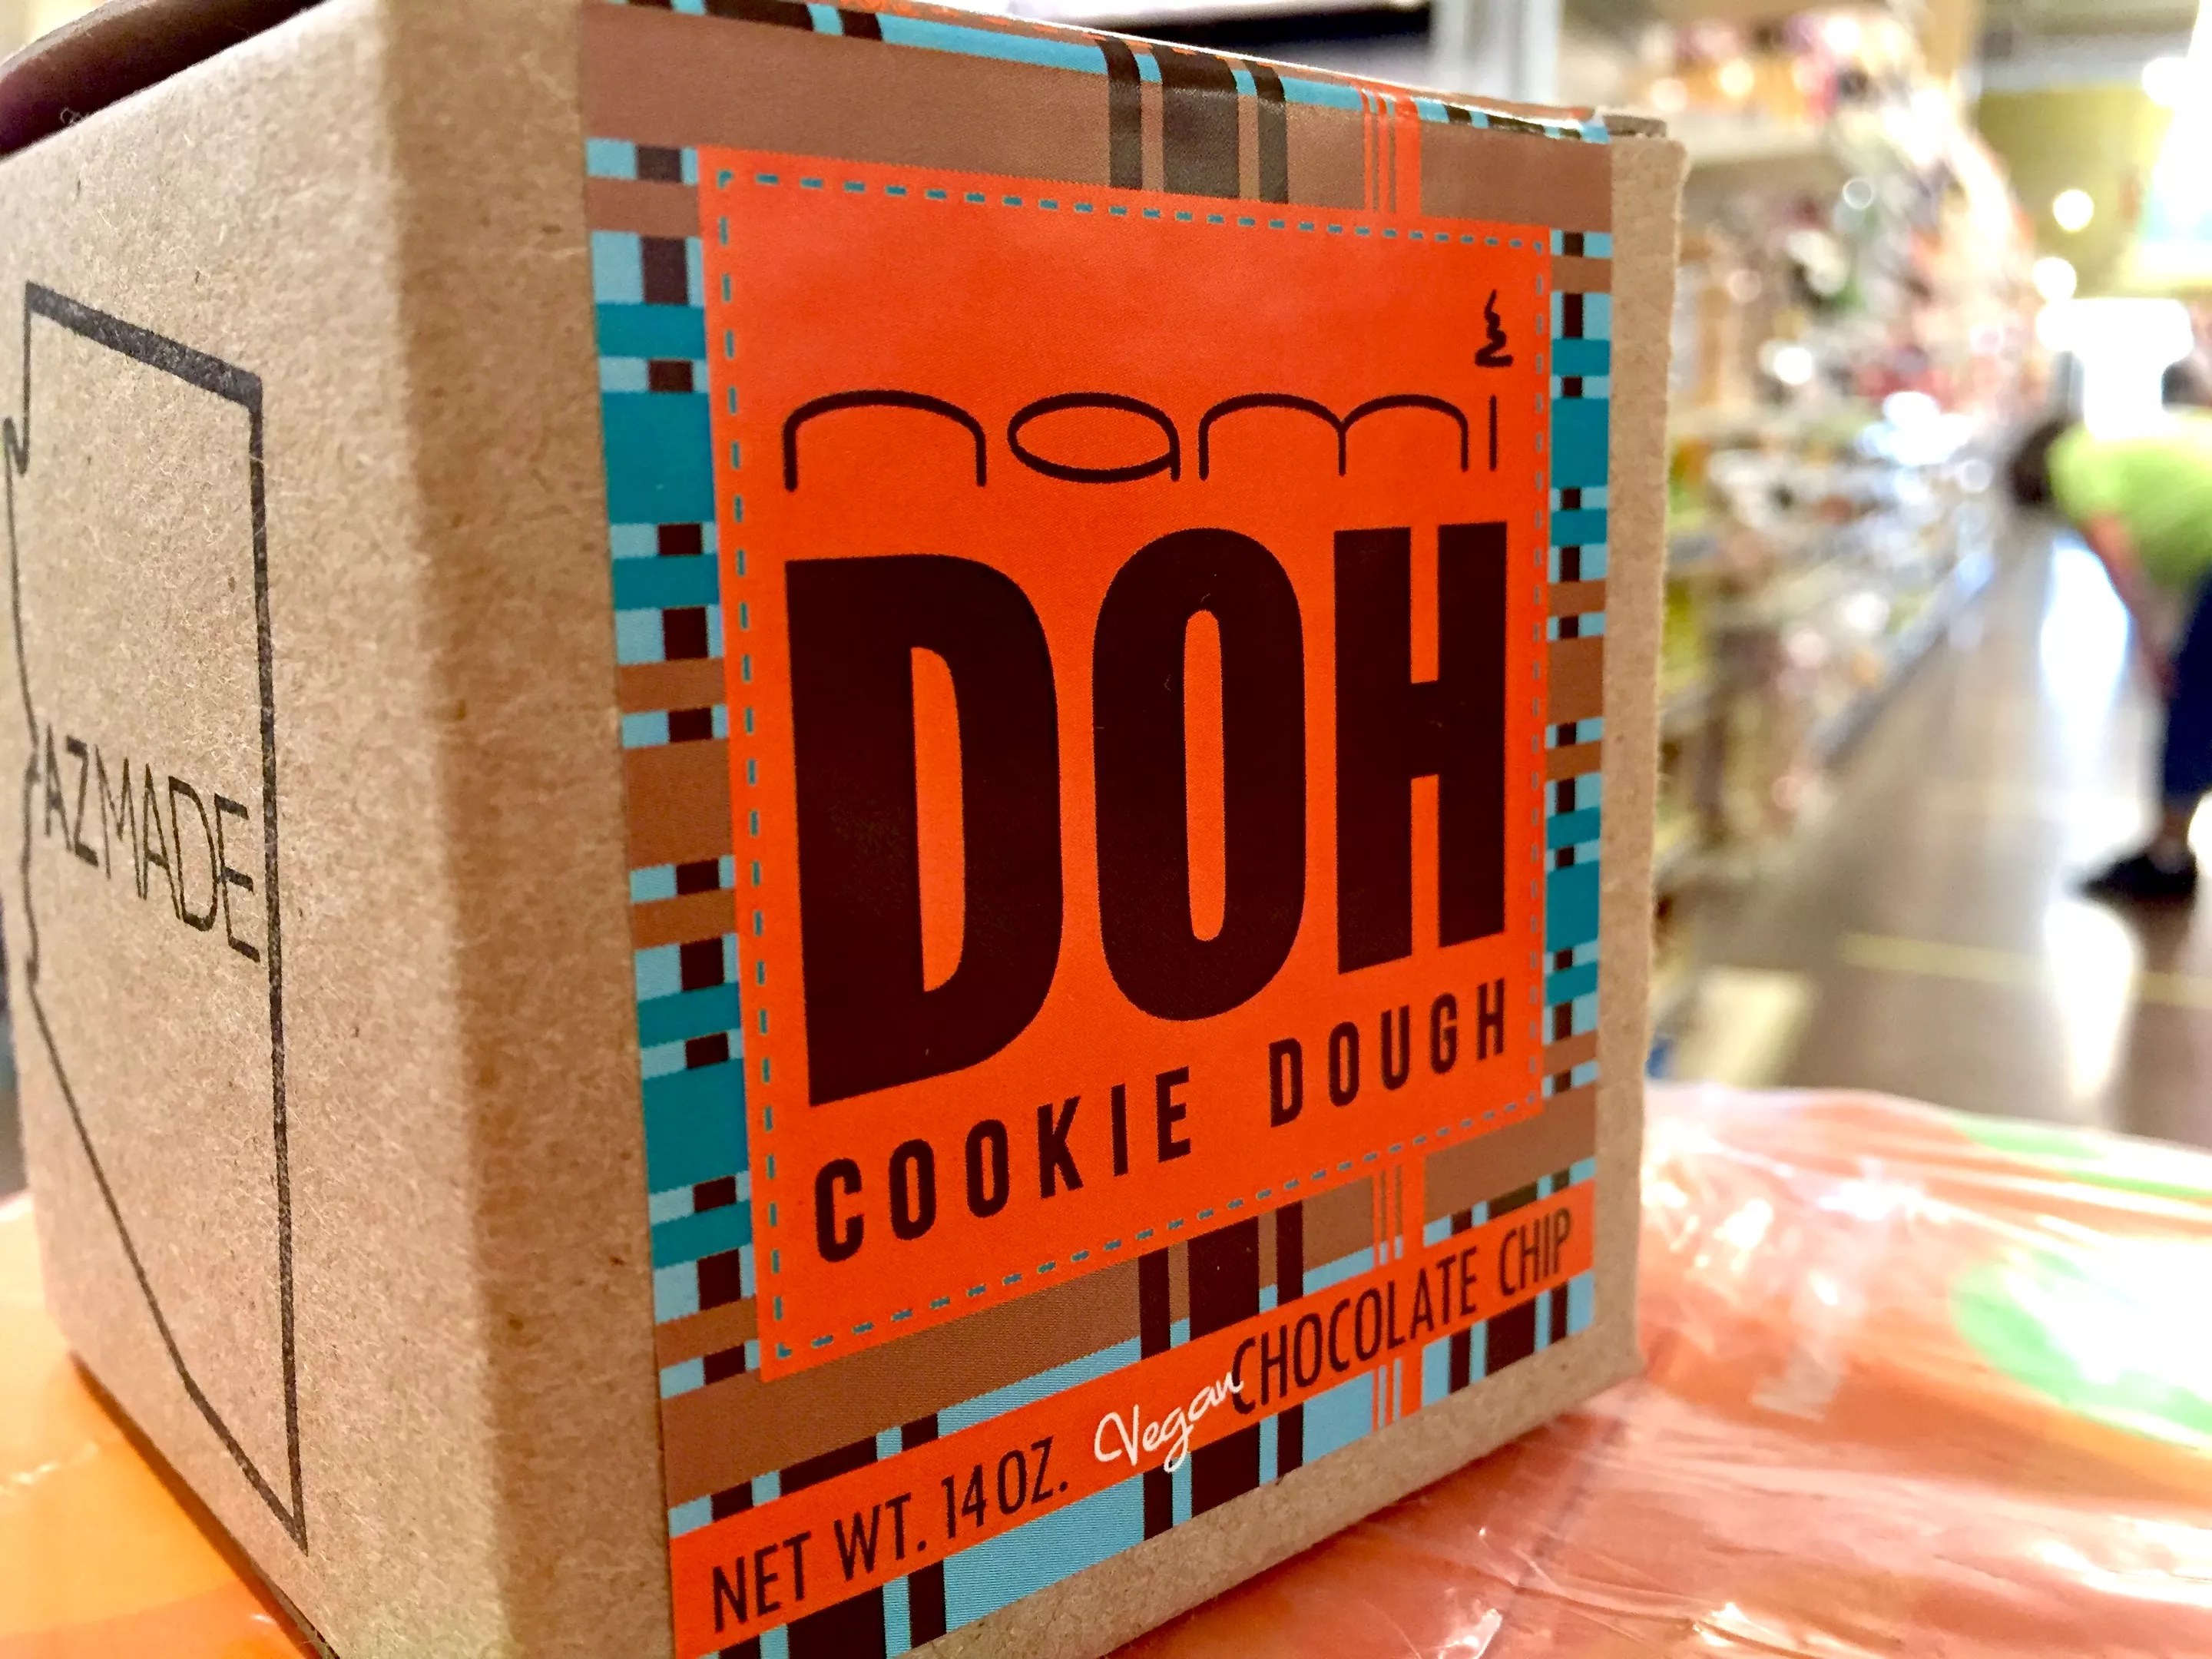 AZMADE
nami
DOH
COOKIE DOUGH
NET WT. 14 OZ. Vegan CHOCOLATE CHIP